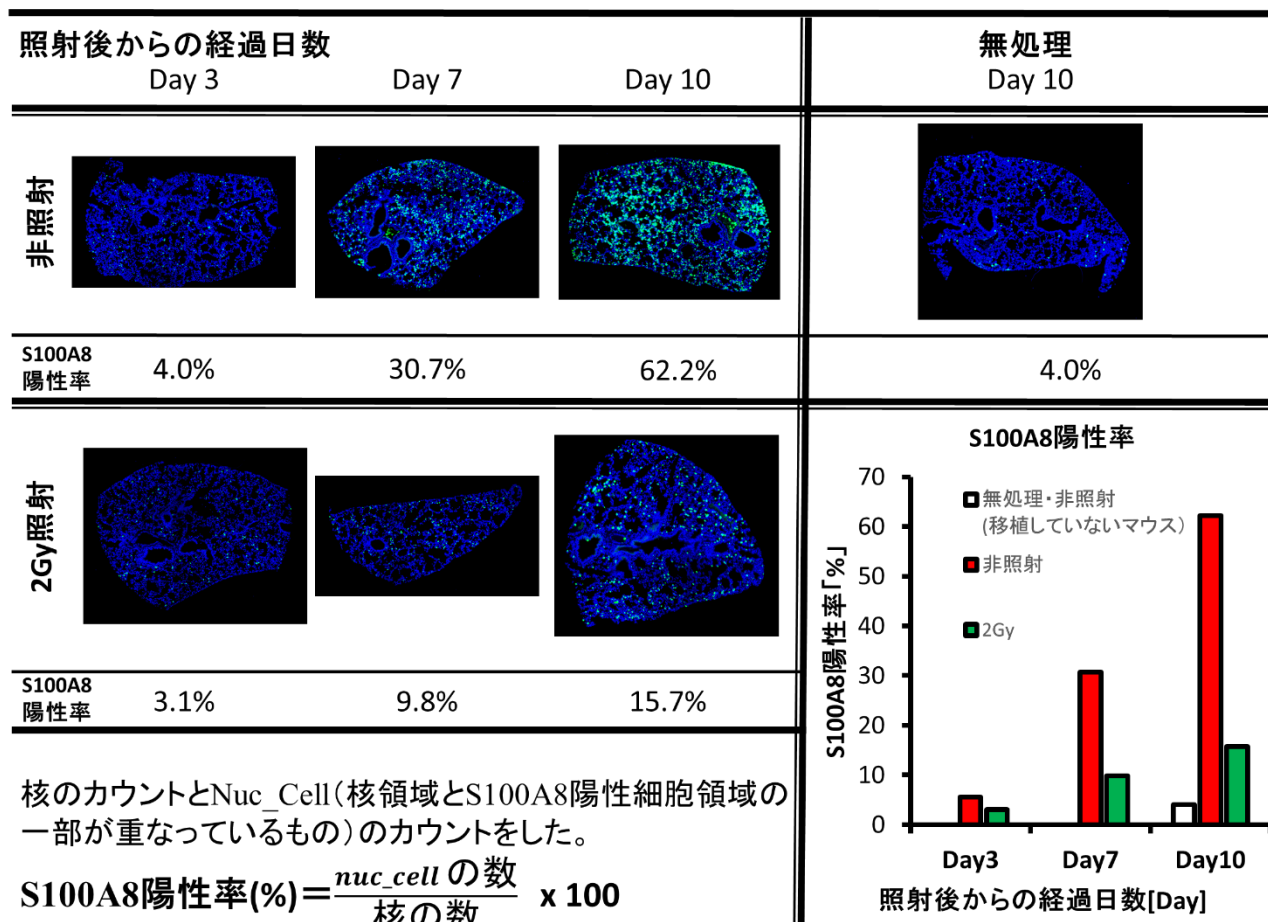 照射後からの経過日数
Day 3 Day 7 Day 10
無処理
Day 10
非照射
S100A8
陽性率 4.0% 30.7% 62.2% 4.0%
2Gy照射
S100A8
陽性率 3.1% 9.8% 15.7%
核のカウントとNuc_Cell(核領域とS100A8陽性細胞領域の
一部が重なっているもの)のカウントをした。
S100A8陽性率(%)=nuc_cell の数
核の数
x 100
S100A8陽性率
S100A8陽性率「%」
70
60
50
40
30
20
10
0
無処理・非照射
(移植していないマウス)
非照射
2Gy
Day3 Day7 Day10
照射後からの経過日数[Day]